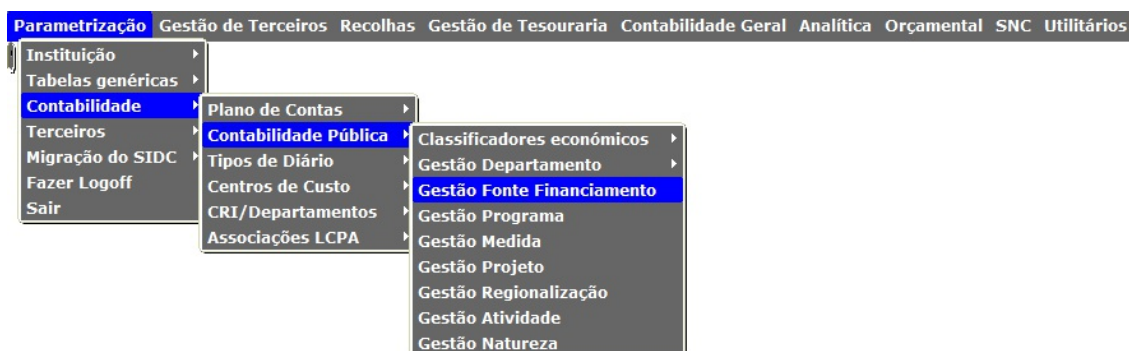 Parametrização Gestão de Terceiros Recolhas Gestão de Tesouraria Contabilidade Geral Analítica Orçamental SNC Utilitários
Instituição
Tabelas genéricas
Contabilidade
Terceiros
Migração do SIDC
Fazer Logoff
Sair
Plano de Contas
Contabilidade Pública
Tipos de Diário
Centros de Custo
CRI/Departamentos
Associações LCPA
Classificadores económicos
Gestão Departamento
Gestão Fonte Financiamento
Gestão Programa
Gestão Medida
Gestão Projeto
Gestão Regionalização
Gestão Atividade
Gestão Natureza